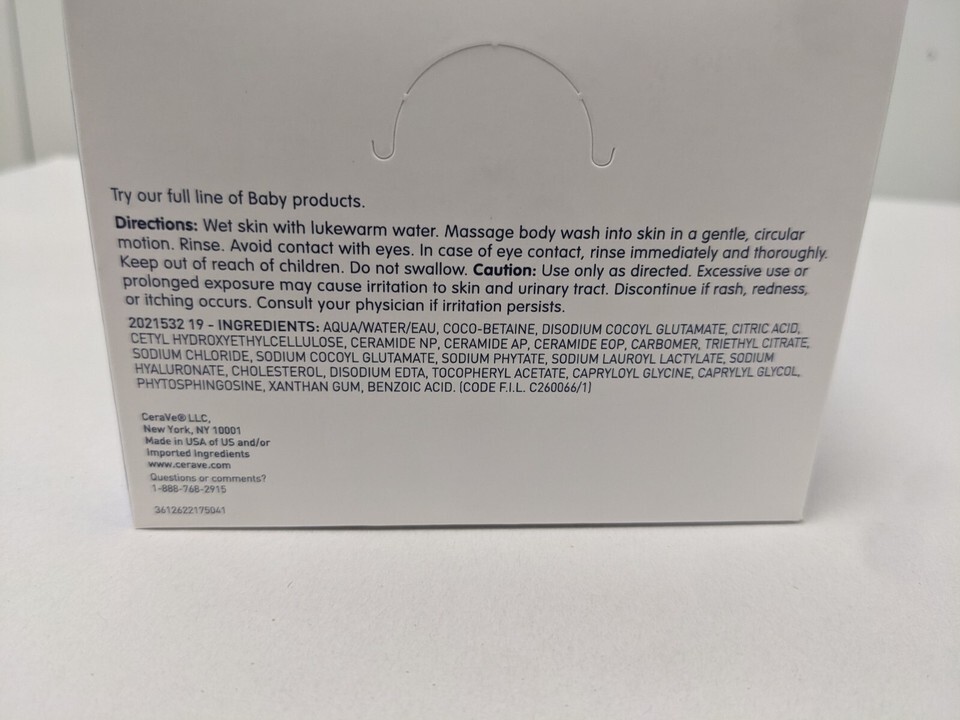 Try our full line of Baby products.
Directions: Wet skin with lukewarm water. Massage body wash into skin in a gentle, circular
motion. Rinse. Avoid contact with eyes. In case of eye contact, rinse immediately and thoroughly.
Keep out of reach of children. Do not swallow. Caution: Use only as directed. Excessive use or
prolonged exposure may cause irritation to skin and urinary tract. Discontinue if rash, redness,
or itching occurs. Consult your physician if irritation persists.
2021532 19 - INGREDIENTS: AQUA/WATER/EAU, COCO-BETAINE, DISODIUM COCOYL GLUTAMATE, CITRIC ACID,
CETYL HYDROXYETHYLCELLULOSE, CERAMIDE NP, CERAMIDE AP, CERAMIDE EOP, CARBOMER, TRIETHYL CITRATE,
SODIUM CHLORIDE, SODIUM COCOYL GLUTAMATE, SODIUM PHYTATE, SODIUM LAUROYL LACTYLATE, SODIUM
HYALURONATE, CHOLESTEROL, DISODIUM EDTA, TOCOPHERYL ACETATE, CAPRYLOYL GLYCINE, CAPRYLYL GLYCOL,
PHYTOSPHINGOSINE, XANTHAN GUM, BENZOIC ACID. (CODE F.I.L. C260066/1)
CeraVe® LLC,
New York, NY 10001
Made in USA of US and/or
Imported Ingredients
www.cerave.com
Questions or comments?
1-888-768-2915
3612622175041